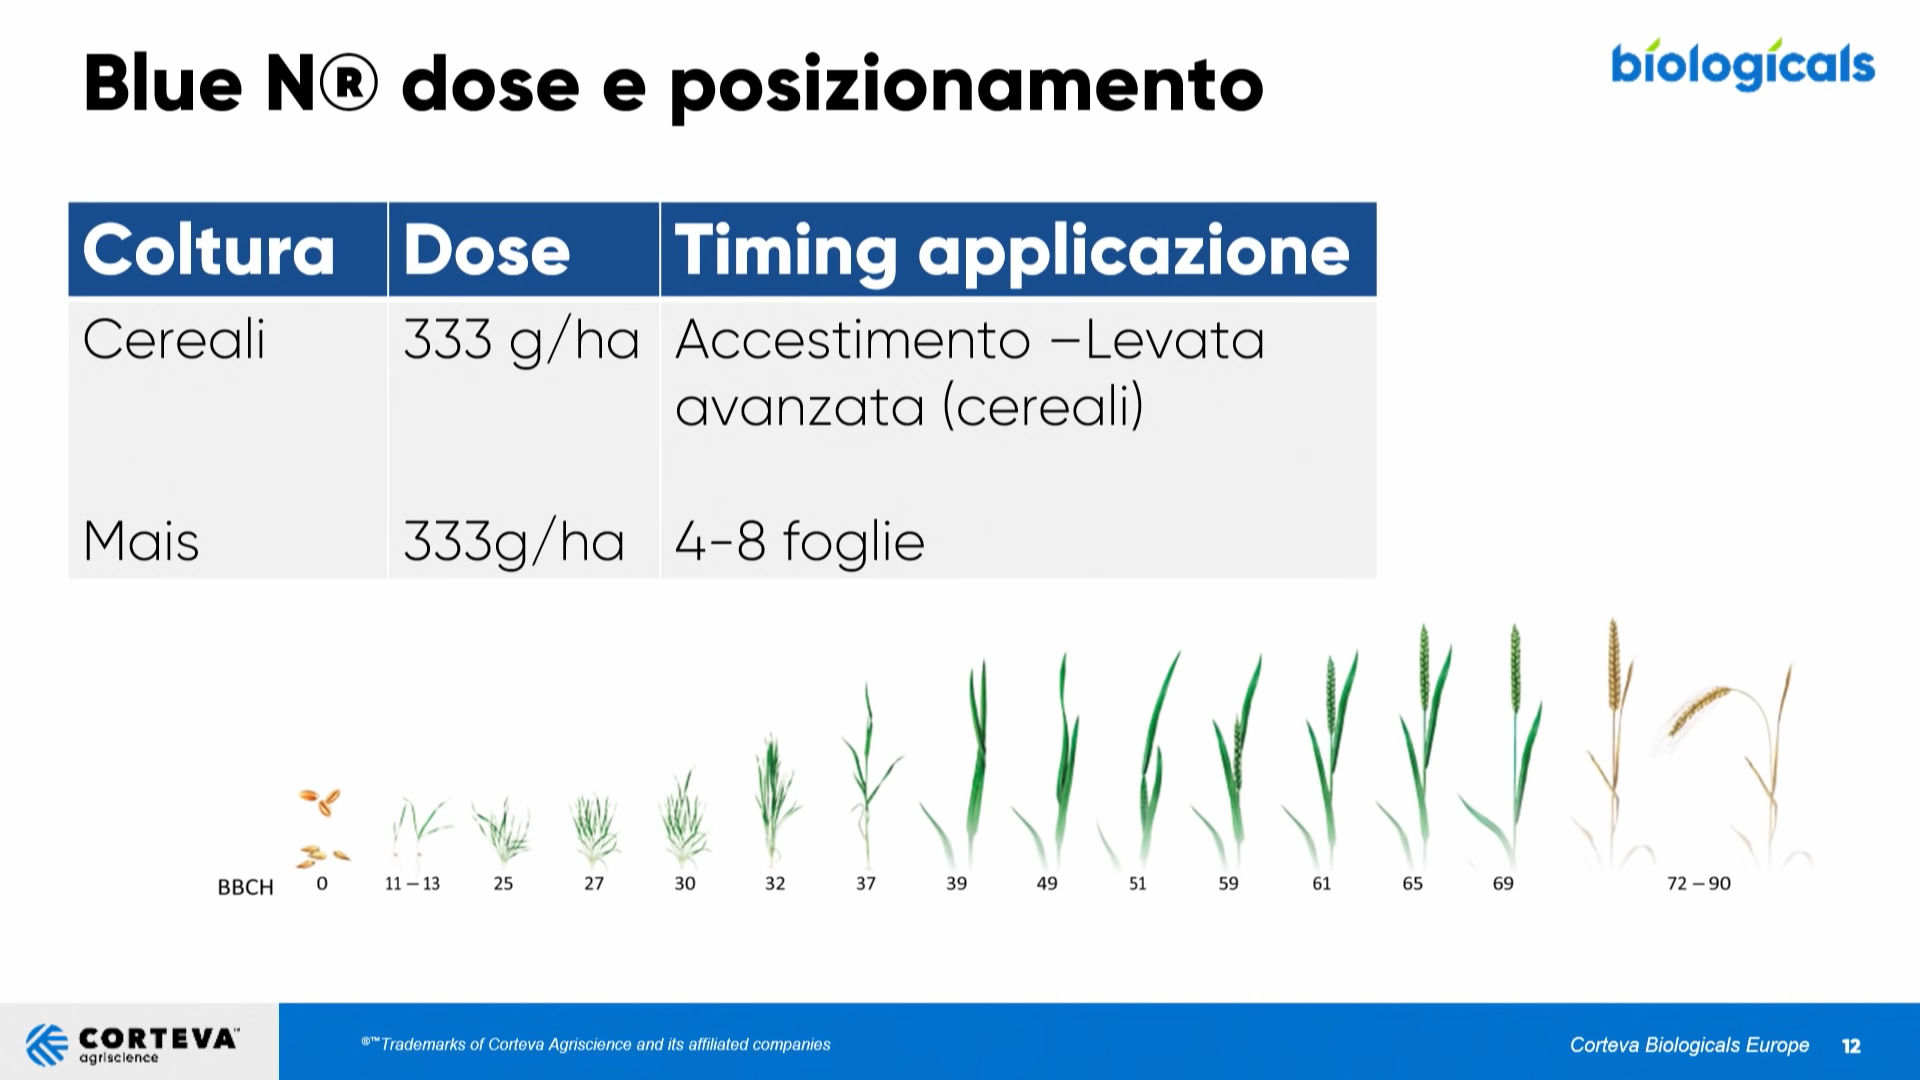 Blue N® dose e posizionamento
biologicals
Coltura Dose Timing applicazione
Cereali 333 g/ha Accestimento –Levata
avanzata (cereali)
Mais 333g/ha 4-8 foglie
BBCH 0 11 – 13 25 27 30 32 37 39 49 51 59 61 65 69 72 – 90
CORTEVA™
agriscience
®™Trademarks of Corteva Agriscience and its affiliated companies
Corteva Biologicals Europe 12